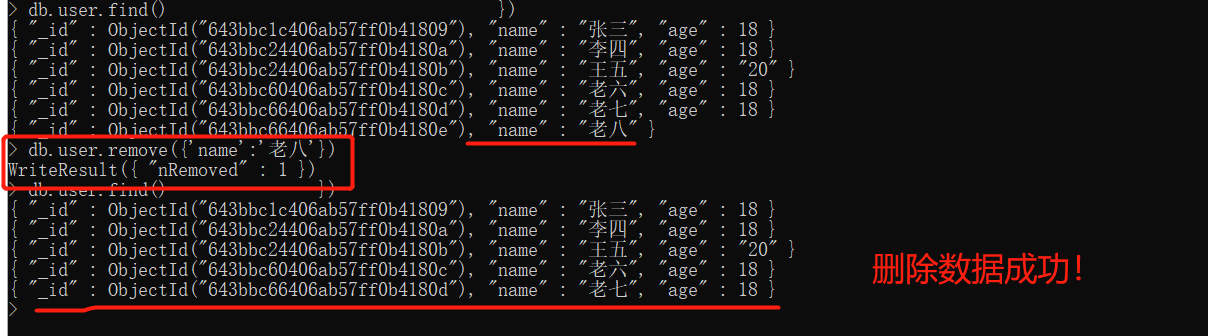 > db.user.find()                                  })
{ "_id" : ObjectId("643bbc1c406ab57ff0b41809"), "name" : "张三", "age" : 18 }
{ "_id" : ObjectId("643bbc24406ab57ff0b4180a"), "name" : "李四", "age" : 18 }
{ "_id" : ObjectId("643bbc24406ab57ff0b4180b"), "name" : "王五", "age" : "20" }
{ "_id" : ObjectId("643bbc60406ab57ff0b4180c"), "name" : "老六", "age" : 18 }
{ "_id" : ObjectId("643bbc66406ab57ff0b4180d"), "name" : "老七", "age" : 18 }
{ "_id" : ObjectId("643bbc66406ab57ff0b4180e"), "name" : "老八" }
> db.user.remove({'name':'老八'})
WriteResult({ "nRemoved" : 1 })
> db.user.find()               })
{ "_id" : ObjectId("643bbc1c406ab57ff0b41809"), "name" : "张三", "age" : 18 }
{ "_id" : ObjectId("643bbc24406ab57ff0b4180a"), "name" : "李四", "age" : 18 }
{ "_id" : ObjectId("643bbc24406ab57ff0b4180b"), "name" : "王五", "age" : "20" }
{ "_id" : ObjectId("643bbc60406ab57ff0b4180c"), "name" : "老六", "age" : 18 }
{ "_id" : ObjectId("643bbc66406ab57ff0b4180d"), "name" : "老七", "age" : 18 }
>
删除数据成功！